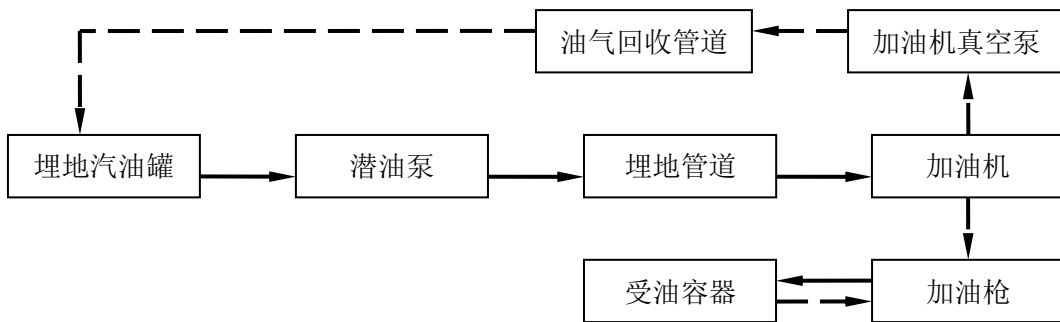 油气回收管道
加油机真空泵
埋地汽油罐
潜油泵
埋地管道
加油机
受油容器
加油枪